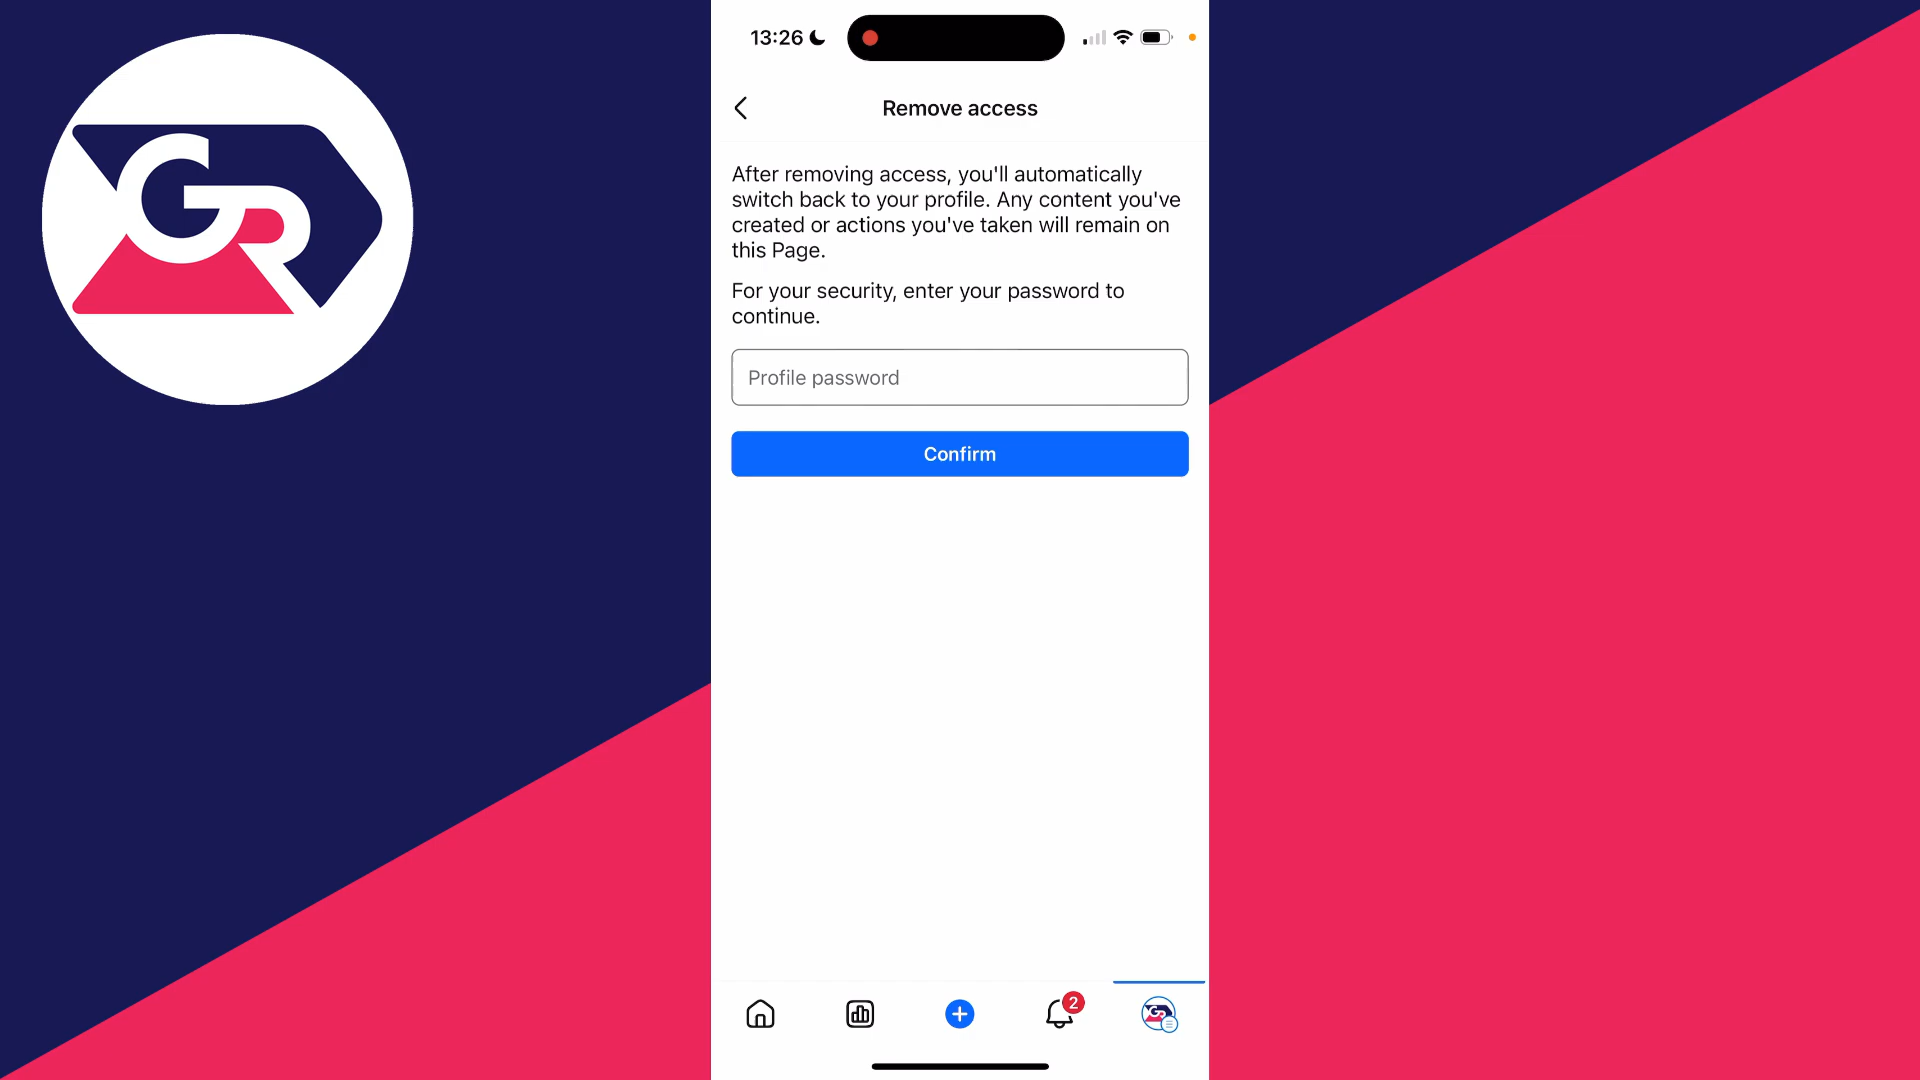 GR
13:26
Remove access
After removing access, you'll automatically
switch back to your profile. Any content you've
created or actions you've taken will remain on
this Page.
For your security, enter your password to
continue.
Profile password
Confirm
2
GR